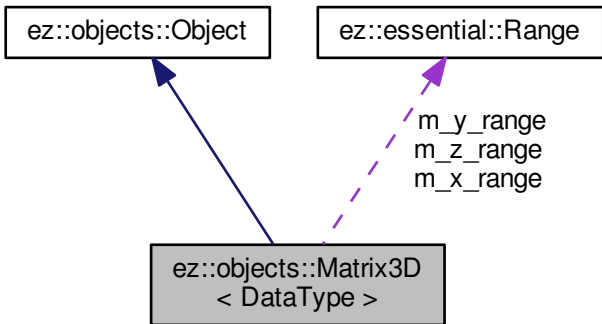 ez::objects::Object
ez::essential::Range
m_y_range
m_z_range
m_x_range
ez::objects::Matrix3D
< DataType >